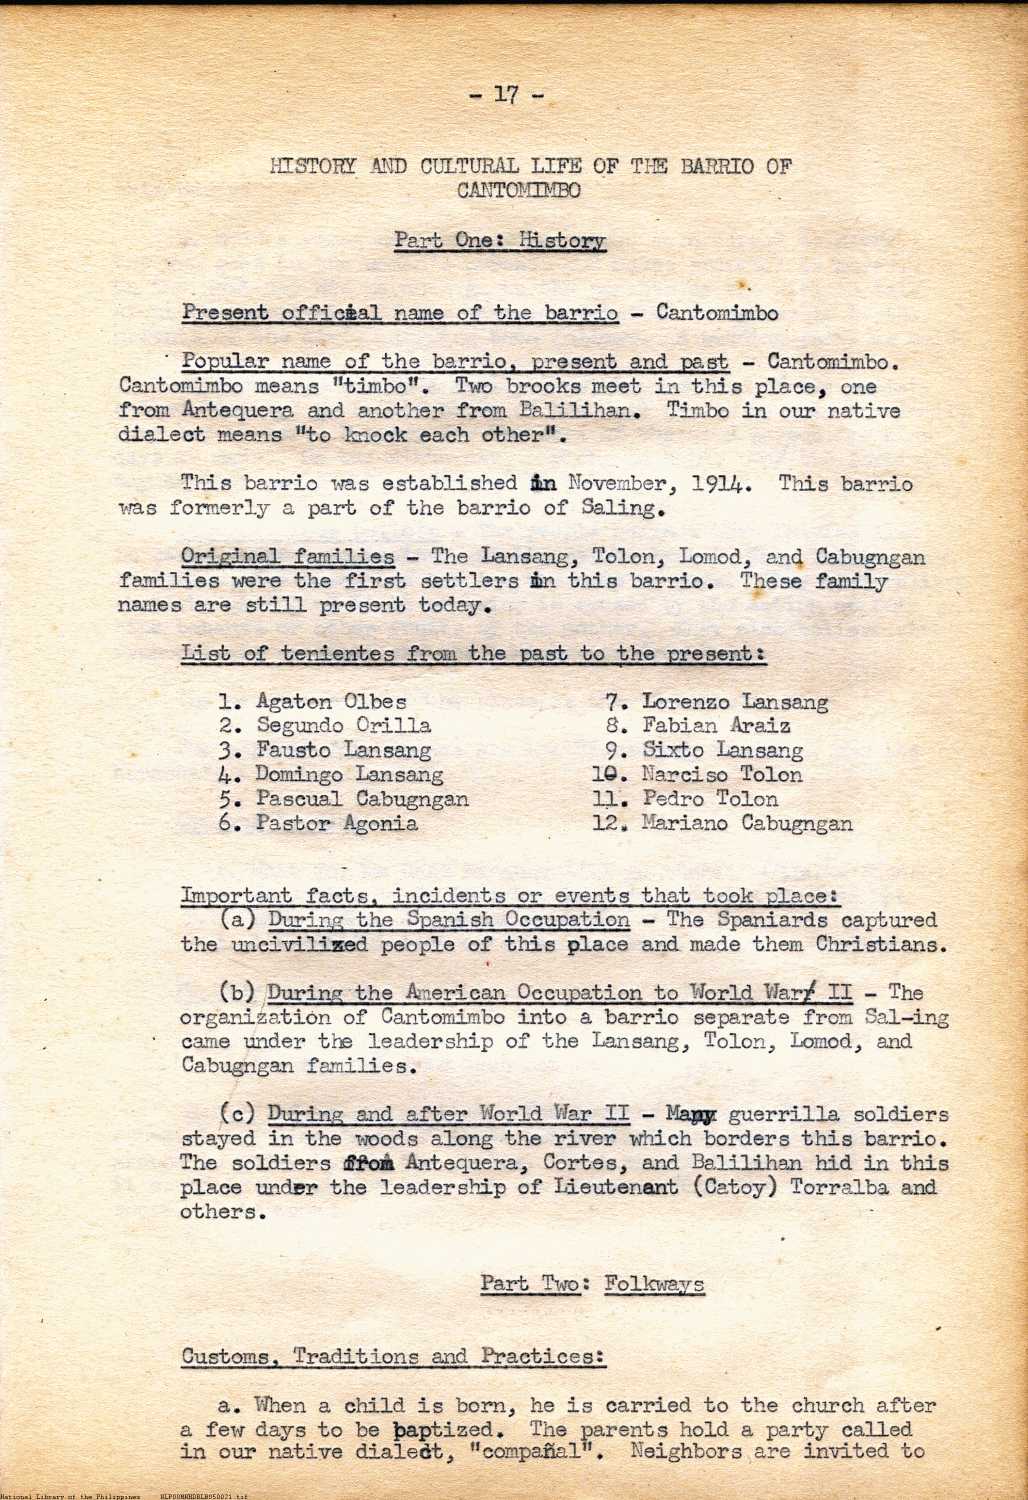 - 17 -
HISTORY AND CULTURAL LIFE OF THE BARRIO OF
CANTOMIMBO
Part One: History
Present official name of the barrio - Cantomimbo
Popular name of the barrio, present and past - Cantomimbo.
Cantomimbo means "timbo". Two brooks meet in this place, one
from Antequera and another from Balilihan. Timbo in our native
dialect means "to knock each other".
This barrio was established in November, 1914. This barrio
was formerly a part of the barrio of Saling.
Original families - The Lansang, Tolon, Lomod, and Cabugngan
families were the first settlers in this barrio. These family
names are still present today.
List of tenientes from the past to the present:
1. Agaton Olbes
2. Segundo Orilla
3. Fausto Lansang
4. Domingo Lansang
5. Pascual Cabugngan
6. Pastor Agonia
7. Lorenzo Lansang
8. Fabian Araiz
9. Sixto Lansang
10. Narciso Tolon
11. Pedro Tolon
12. Mariano Cabugngan
Important facts, incidents or events that took place:
(a) During the Spanish Occupation - The Spaniards captured
the uncivilized people of this place and made them Christians.
(b) During the American Occupation to World War II - The
organization of Cantomimbo into a barrio separate from Sal-ing
came under the leadership of the Lansang, Tolon, Lomod, and
Cabugngan families.
(c) During and after World War II - Many guerrilla soldiers
stayed in the woods along the river which borders this barrio.
The soldiers from Antequera, Cortes, and Balilihan hid in this
place under the leadership of Lieutenant (Catoy) Torralba and
others.
Part Two: Folkways
Customs, Traditions and Practices:
a. When a child is born, he is carried to the church after
a few days to be baptized. The parents hold a party called
in our native dialect, "compañal". Neighbors are invited to
National Library of the Philippines NLPOOMNHDBLB950021.tif